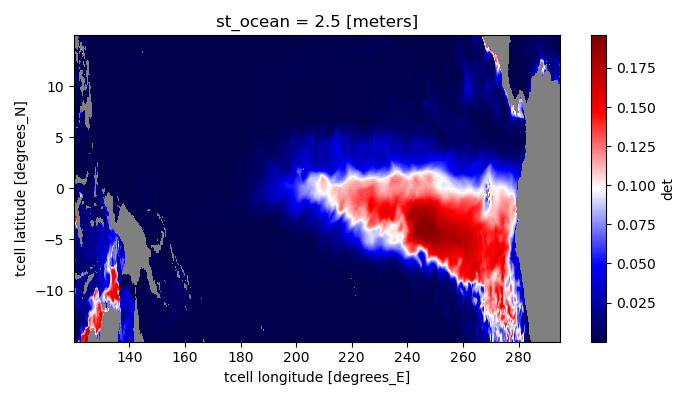 st_ocean = 2.5 [meters]
tcell latitude [degrees_N]
10
5
0
−5
−10
140 160 180 200 220 240 260 280
tcell longitude [degrees_E]
0.175
0.150
0.125
0.100
0.075
0.050
0.025
det